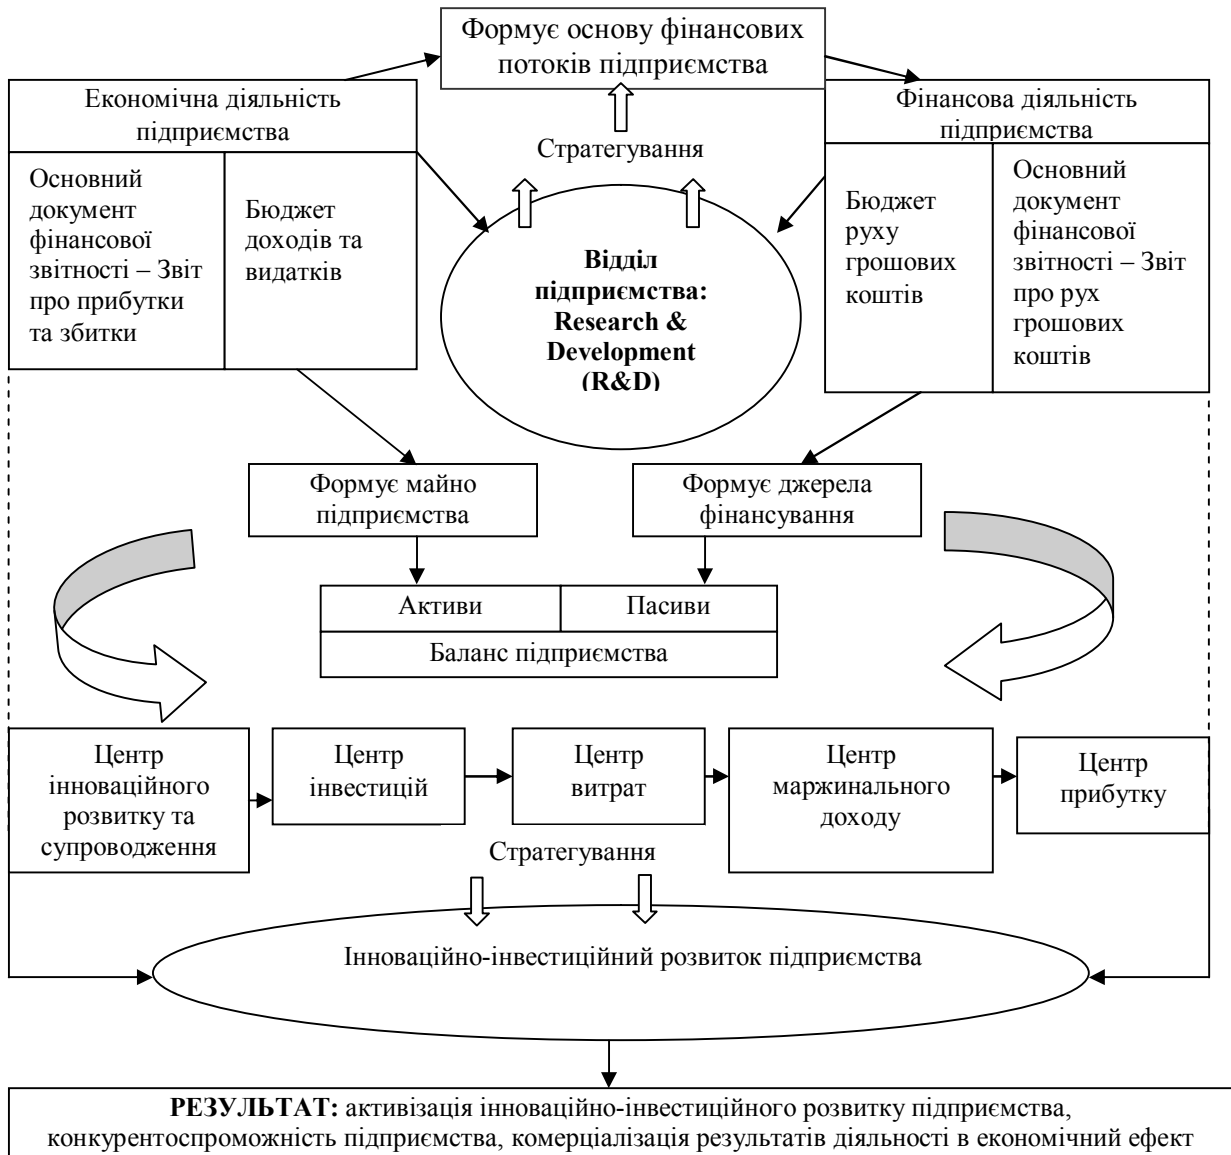 Формує основу фінансових
потоків підприємства
Економічна діяльність
підприємства
Фінансова діяльність
підприємства
Стратегування
Основний
документ
фінансової
звітності – Звіт
про прибутки
та збитки
Бюджет
доходів та
видатків
Відділ
підприємства:
Research &
Development
(R&D)
Бюджет
руху
грошових
коштів
Основний
документ
фінансової
звітності – Звіт
про рух
грошових
коштів
Формує майно
підприємства
Формує джерела
фінансування
Активи
Пасиви
Баланс підприємства
Центр
інноваційного
розвитку та
супроводження
Центр
інвестицій
Центр
витрат
Центр
маржинального
доходу
Центр
прибутку
Стратегування
Інноваційно-інвестиційний розвиток підприємства
РЕЗУЛЬТАТ: активізація інноваційно-інвестиційного розвитку підприємства,
конкурентоспроможність підприємства, комерціалізація результатів діяльності в економічний ефект